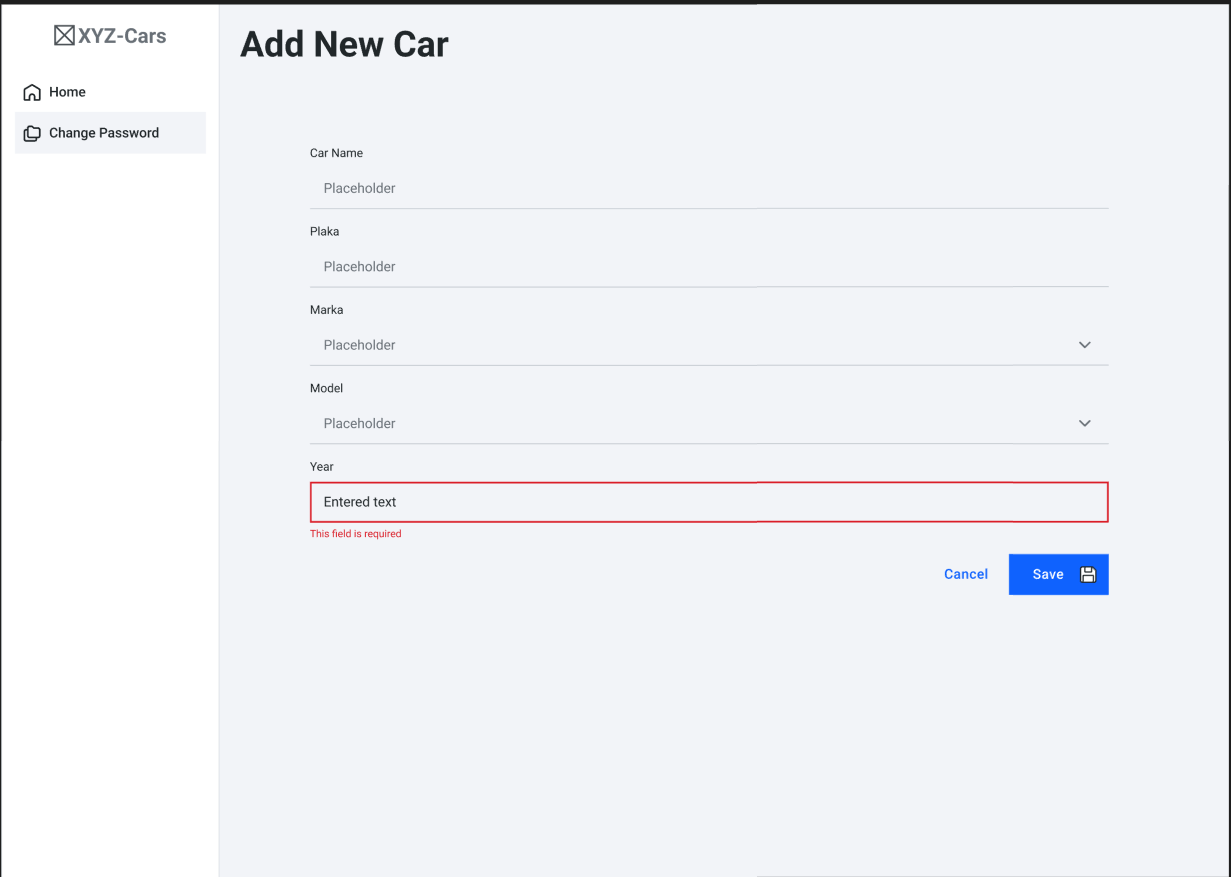 XYZ-Cars
Home
Change Password
Add New Car
Car Name
Placeholder
Plaka
Placeholder
Marka
Placeholder
Model
Placeholder
Year
Entered text
This field is required
Cancel
Save